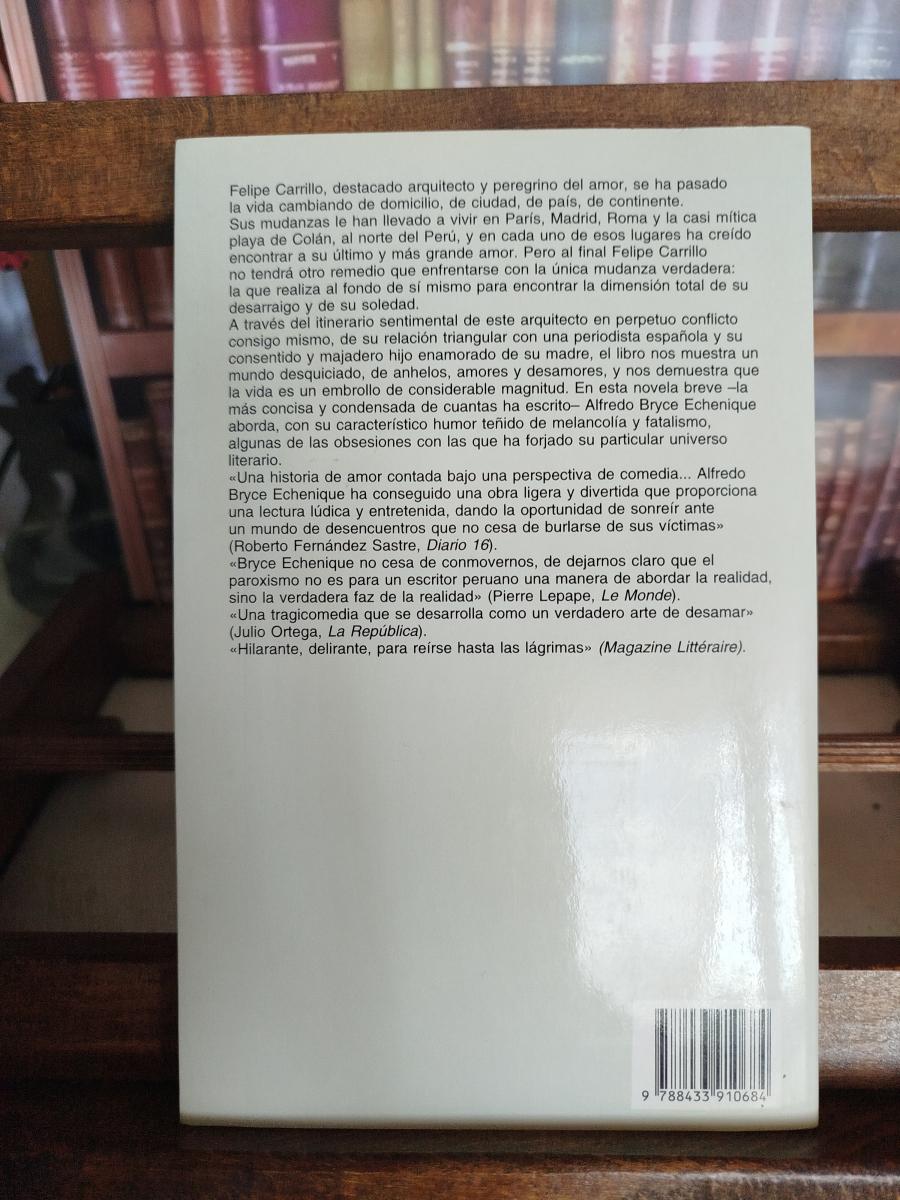 Felipe Carrillo, destacado arquitecto y peregrino del amor, se ha pasado
la vida cambiando de domicilio, de ciudad, de país, de continente.
Sus mudanzas le han llevado a vivir en París, Madrid, Roma y la casi mítica
playa de Colán, al norte del Perú, y en cada uno de esos lugares ha creído
encontrar a su último y más grande amor. Pero al final Felipe Carrillo
no tendrá otro remedio que enfrentarse con la única mudanza verdadera:
la que realiza al fondo de sí mismo para encontrar la dimensión total de su
desarraigo y de su soledad.
A través del itinerario sentimental de este arquitecto en perpetuo conflicto
consigo mismo, de su relación triangular con una periodista española y su
consentido y majadero hijo enamorado de su madre, el libro nos muestra un
mundo desquiciado, de anhelos, amores y desamores, y nos demuestra que
la vida es un embrollo de considerable magnitud. En esta novela breve –la
más concisa y condensada de cuantas ha escrito– Alfredo Bryce Echenique
aborda, con su característico humor teñido de melancolía y fatalismo,
algunas de las obsesiones con las que ha forjado su particular universo
literario.
«Una historia de amor contada bajo una perspectiva de comedia... Alfredo
Bryce Echenique ha conseguido una obra ligera y divertida que proporciona
una lectura lúdica y entretenida, dando la oportunidad de sonreír ante
un mundo de desencuentros que no cesa de burlarse de sus víctimas»
(Roberto Fernández Sastre, Diario 16).
«Bryce Echenique no cesa de conmovernos, de dejarnos claro que el
paroxismo no es para un escritor peruano una manera de abordar la realidad,
sino la verdadera faz de la realidad» (Pierre Lepape, Le Monde).
«Una tragicomedia que se desarrolla como un verdadero arte de desamar»
(Julio Ortega, La República).
«Hilarante, delirante, para reírse hasta las lágrimas» (Magazine Littéraire).
9 788433 910684